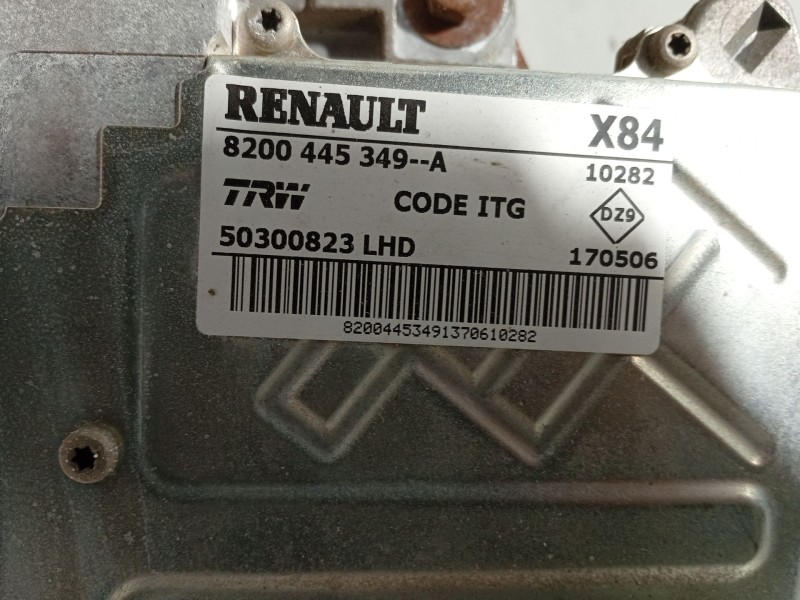 RENAULT X84
8200 445 349--A 10282
TRW CODE ITG DZ9
50300823 LHD 170506
82004453491370610282